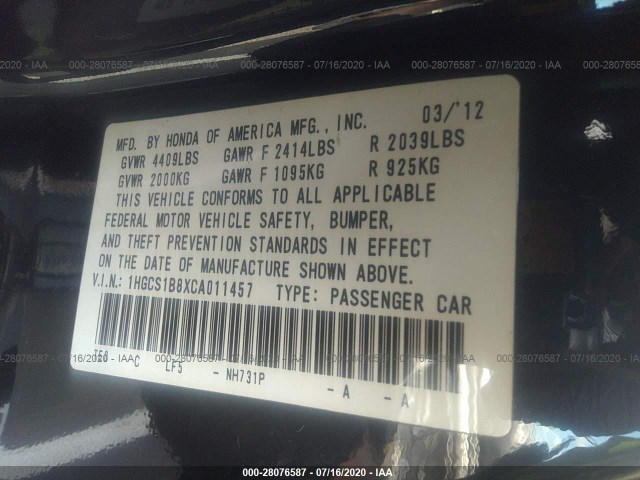 000-28076587 - 07/16/2020 - IAA
MFD. BY HONDA OF AMERICA MFG., INC. 03/'12
GVWR 4409LBS GAWR F 2414LBS R 2039LBS
GVWR 2000KG GAWR F 1095KG R 925KG
THIS VEHICLE CONFORMS TO ALL APPLICABLE
FEDERAL MOTOR VEHICLE SAFETY, BUMPER,
AND THEFT PREVENTION STANDARDS IN EFFECT
ON THE DATE OF MANUFACTURE SHOWN ABOVE.
V.I.N.: 1HGCS1B8XCA011457 TYPE: PASSENGER CAR
C LF5 - NH731P - A - A
000-28076587 - 07/16/2020 - IAA